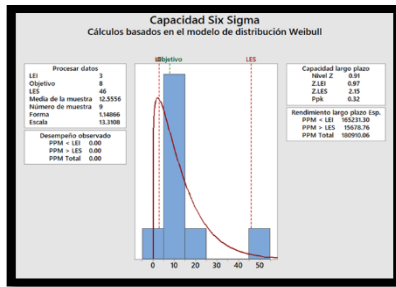 Capacidad Six Sigma
Cálculos basados en el modelo de distribución Weibull
Procesar datos
LEI 3
Objetivo 8
LES 46
Media de la muestra 12.5556
Número de muestra 9
Forma 1.14866
Escala 13.3108
Desempeño observado
PPM < LEI 0.00
PPM > LES 0.00
PPM Total 0.00
Objetivo
LES
Capacidad largo plazo
Nivel Z 0.91
Z.LEI 0.97
Z.LES 2.15
Ppk 0.32
Rendimiento largo plazo Esp.
PPM < LEI 165231.30
PPM > LES 15678.76
PPM Total 180910.06
0 10 20 30 40 50